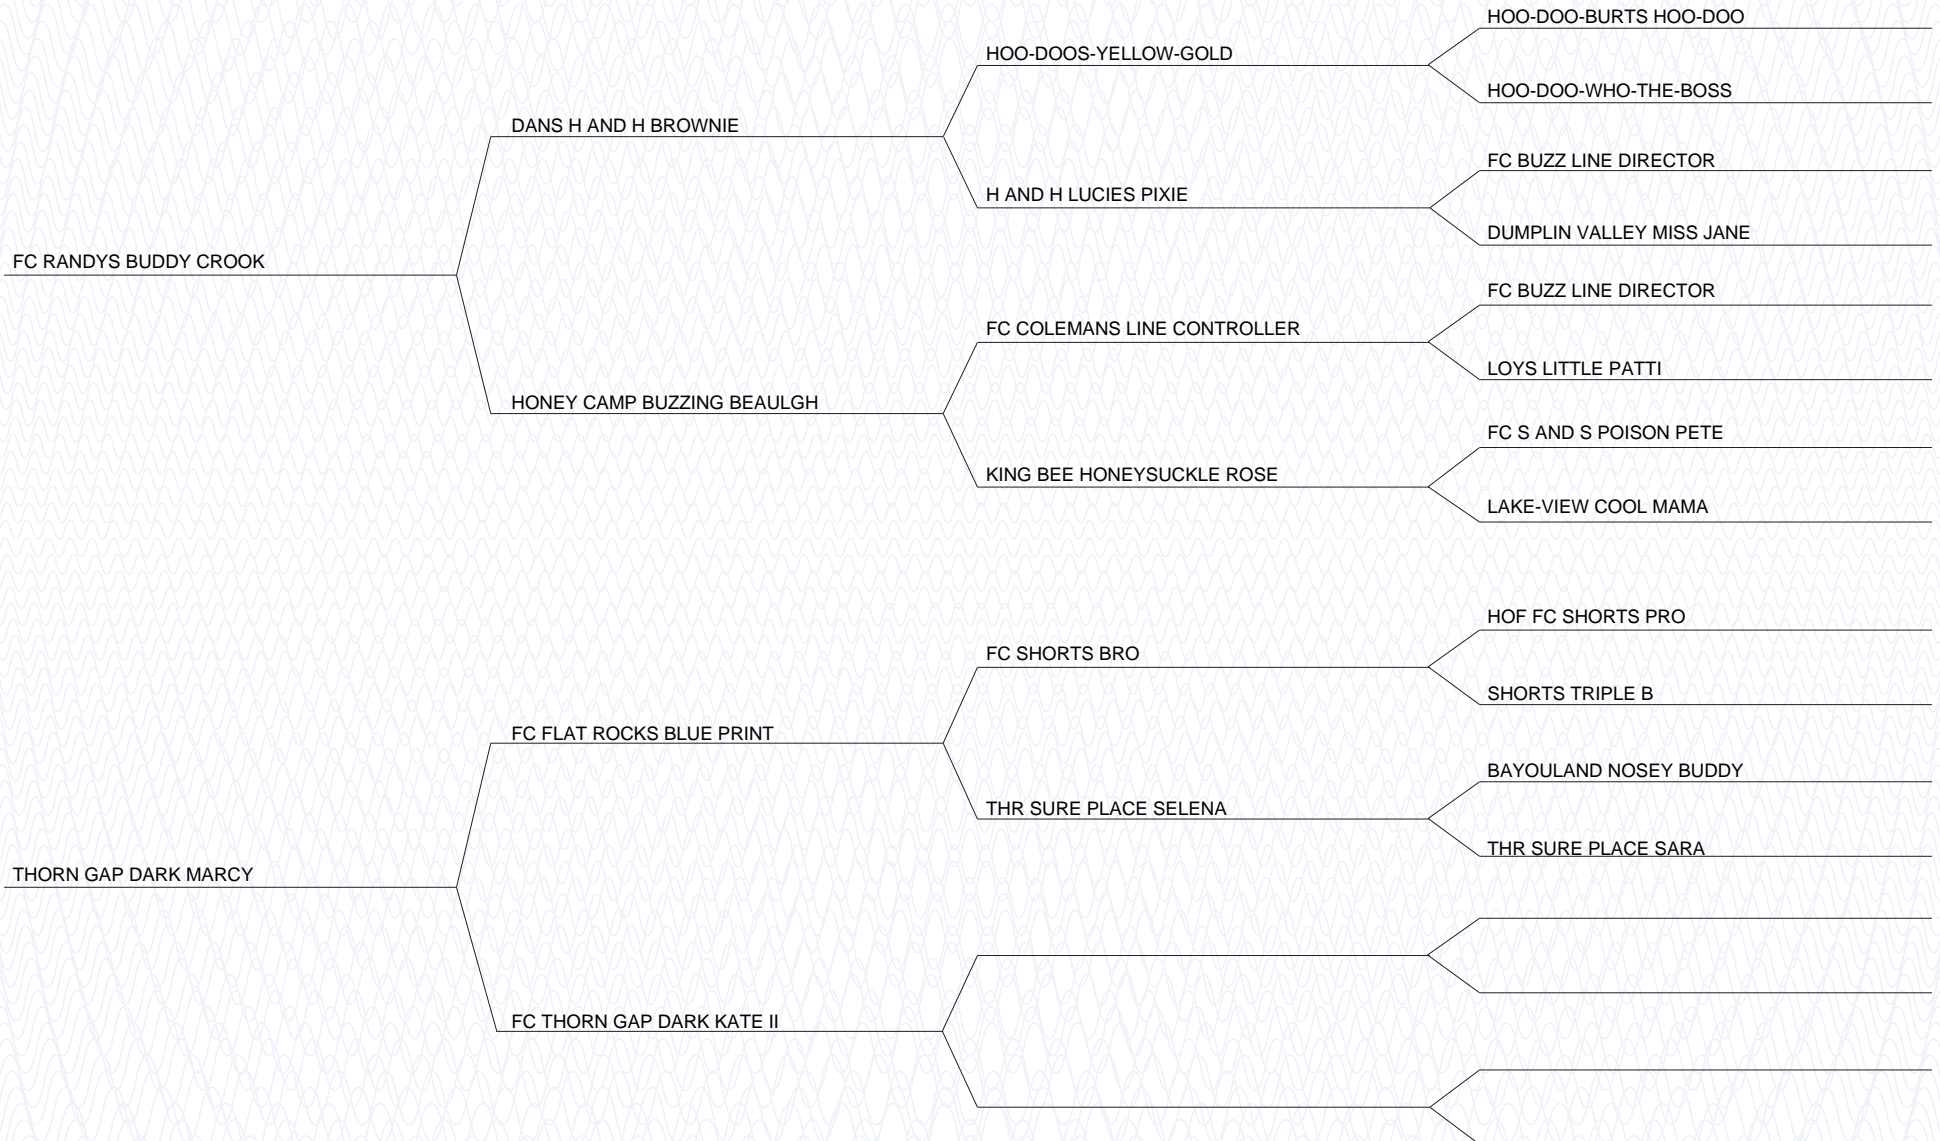 HOO-DOO-BURTS HOO-DOO
HOO-DOOS-YELLOW-GOLD
HOO-DOO-WHO-THE-BOSS
DANS H AND H BROWNIE
FC BUZZ LINE DIRECTOR
H AND H LUCIES PIXIE
DUMPLIN VALLEY MISS JANE
FC RANDYS BUDDY CROOK
FC BUZZ LINE DIRECTOR
FC COLEMANS LINE CONTROLLER
LOYS LITTLE PATTI
HONEY CAMP BUZZING BEAULGH
FC S AND S POISON PETE
KING BEE HONEYSUCKLE ROSE
LAKE-VIEW COOL MAMA
HOF FC SHORTS PRO
FC SHORTS BRO
SHORTS TRIPLE B
FC FLAT ROCKS BLUE PRINT
BAYOULAND NOSEY BUDDY
THR SURE PLACE SELENA
THR SURE PLACE SARA
THORN GAP DARK MARCY
FC THORN GAP DARK KATE II